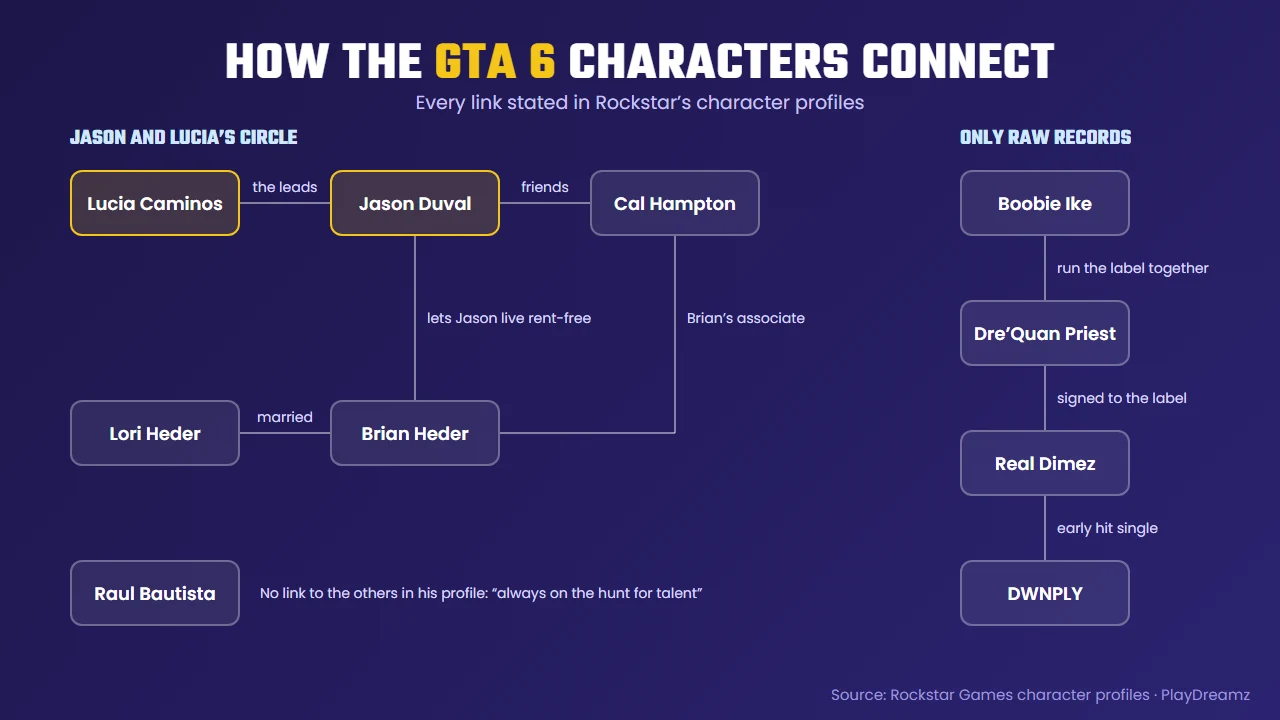 HOW THE GTA 6 CHARACTERS CONNECT
Every link stated in Rockstar’s character profiles
JASON AND LUCIA’S CIRCLE
Lucia Caminos
the leads
Jason Duval
friends
Cal Hampton
lets Jason live rent-free
Brian’s associate
Lori Heder
married
Brian Heder
Raul Bautista
No link to the others in his profile: “always on the hunt for talent”
ONLY RAW RECORDS
Boobie Ike
run the label together
Dre’Quan Priest
signed to the label
Real Dimez
early hit single
DWNPLY
Source: Rockstar Games character profiles · PlayDreamz